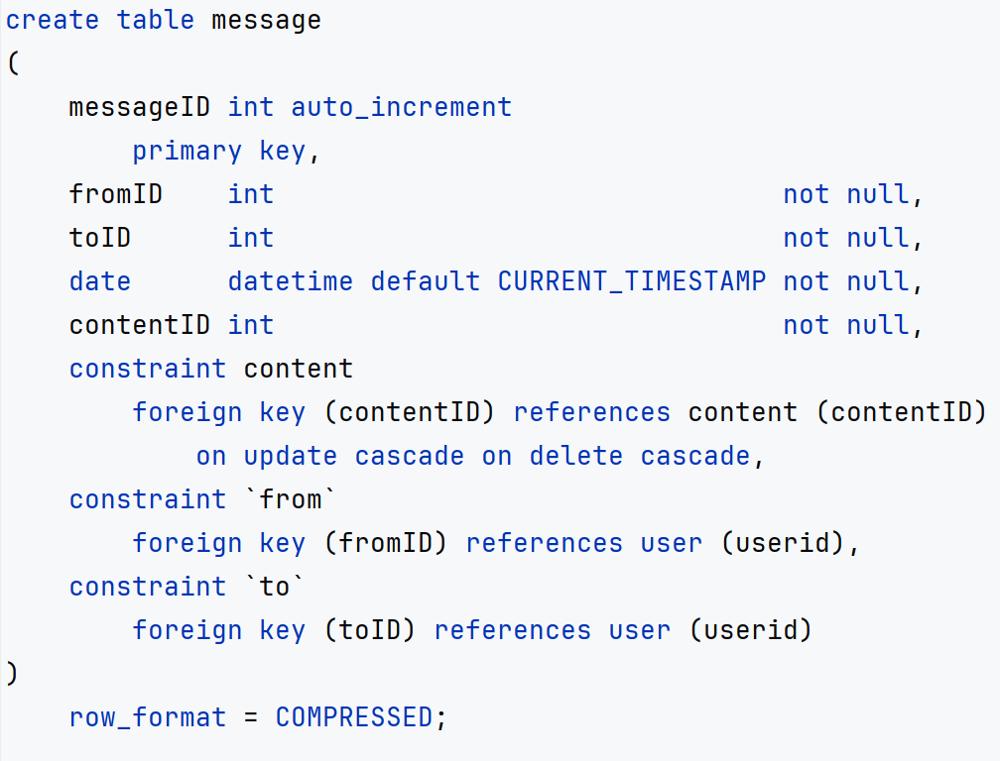 create table message
(
    messageID int auto_increment
        primary key,
    fromID    int                                not null,
    toID      int                                not null,
    date      datetime default CURRENT_TIMESTAMP not null,
    contentID int                                not null,
    constraint content
        foreign key (contentID) references content (contentID)
            on update cascade on delete cascade,
    constraint `from`
        foreign key (fromID) references user (userid),
    constraint `to`
        foreign key (toID) references user (userid)
)
    row_format = COMPRESSED;